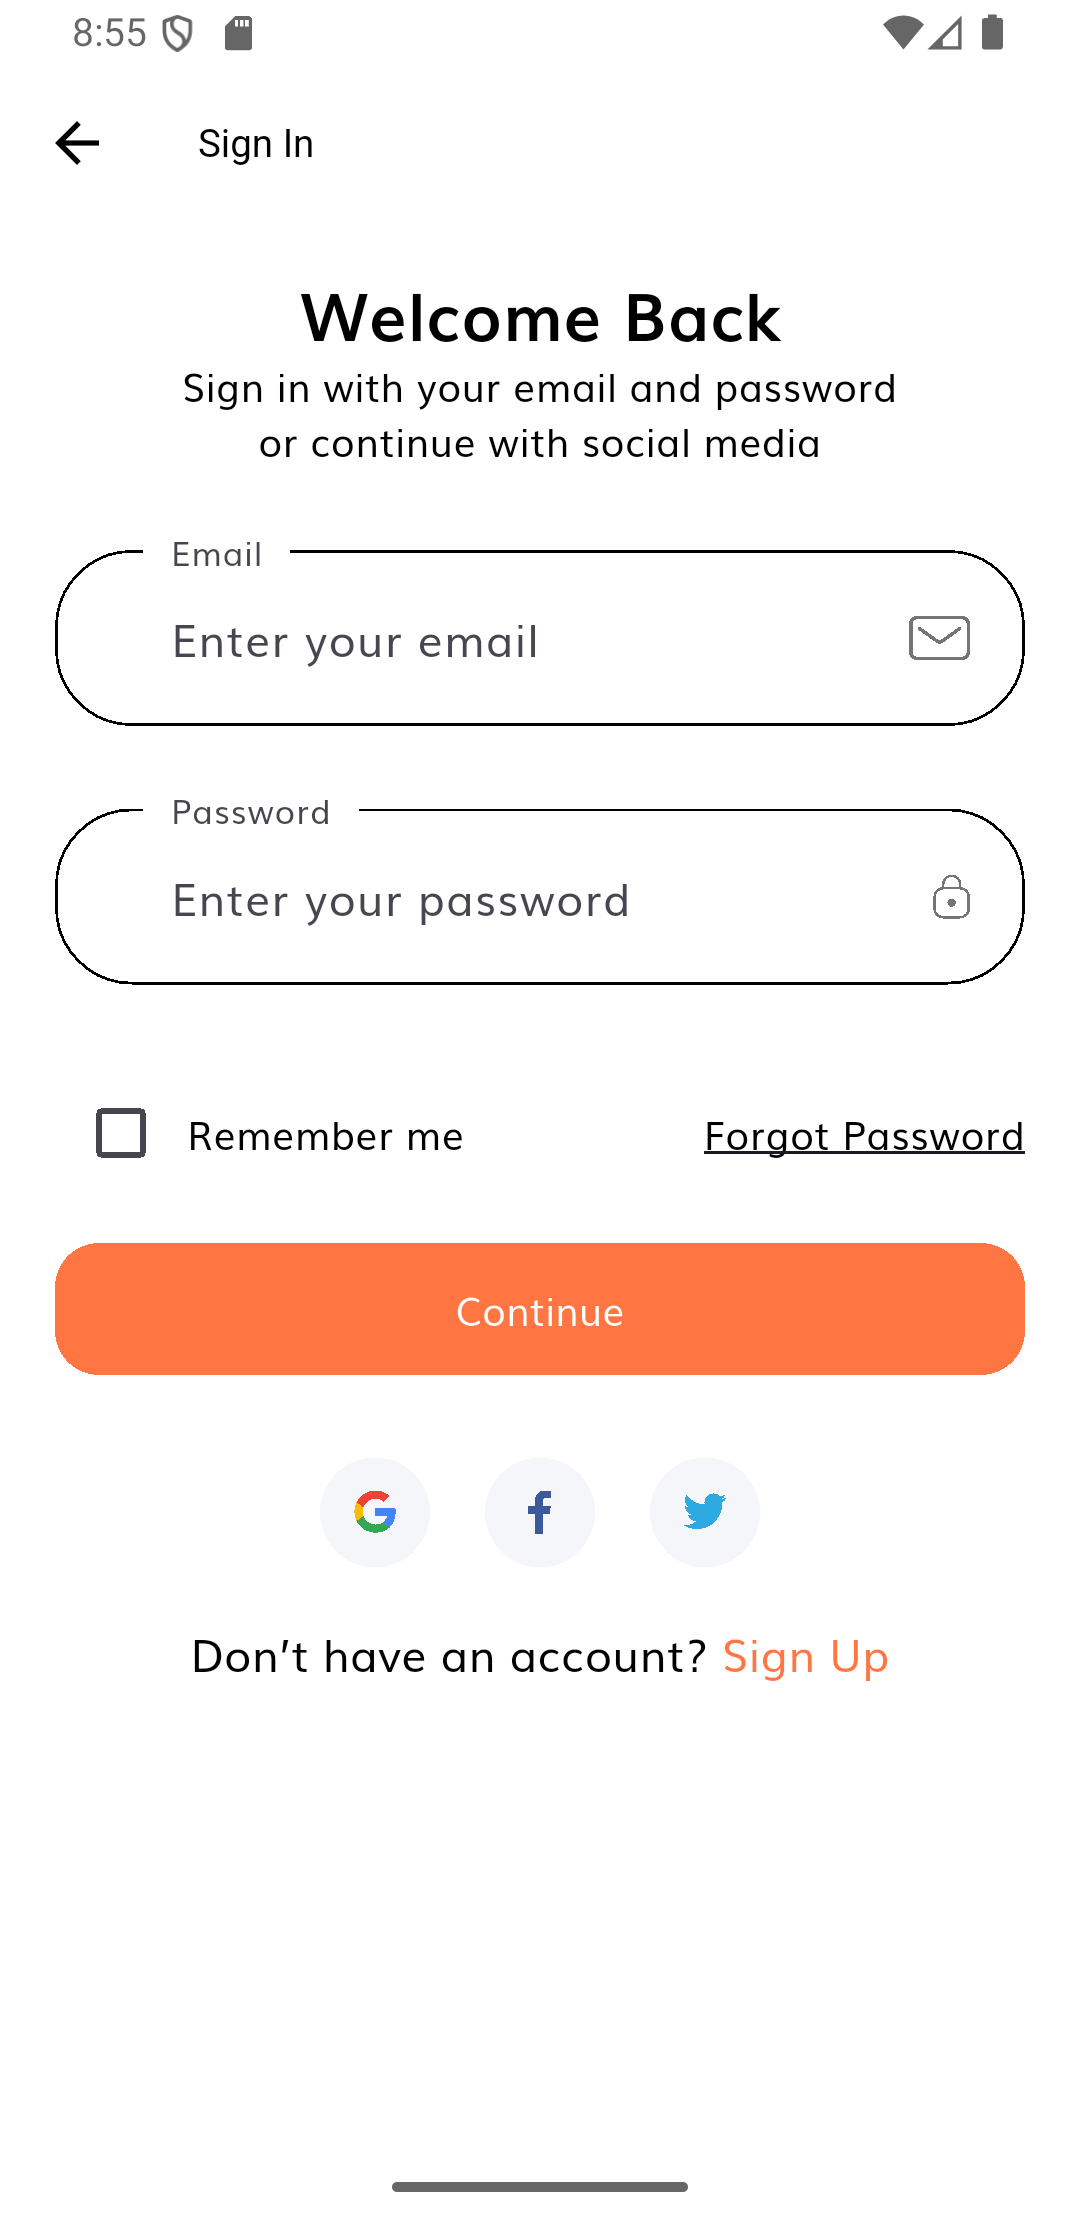 8:55
Sign In
Welcome Back
Sign in with your email and password
or continue with social media
Email
Enter your email
Password
Enter your password
Remember me
Forgot Password
Continue
Don't have an account? Sign Up